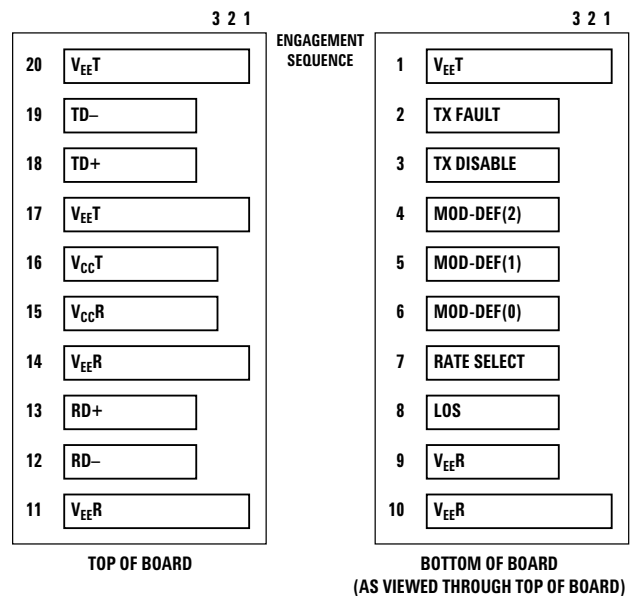 3 2 1
ENGAGEMENT
SEQUENCE
3 2 1
20 VEET
19 TD–
18 TD+
17 VEET
16 VCCT
15 VCCR
14 VEER
13 RD+
12 RD–
11 VEER
TOP OF BOARD
1 VEET
2 TX FAULT
3 TX DISABLE
4 MOD-DEF(2)
5 MOD-DEF(1)
6 MOD-DEF(0)
7 RATE SELECT
8 LOS
9 VEER
10 VEER
BOTTOM OF BOARD
(AS VIEWED THROUGH TOP OF BOARD)